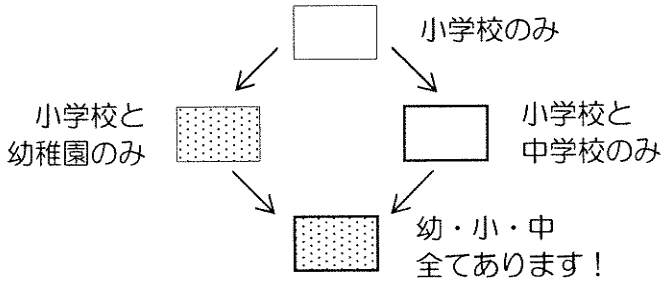 小学校のみ
小学校と
幼稚園のみ
小学校と
中学校のみ
幼・小・中
全てあります！